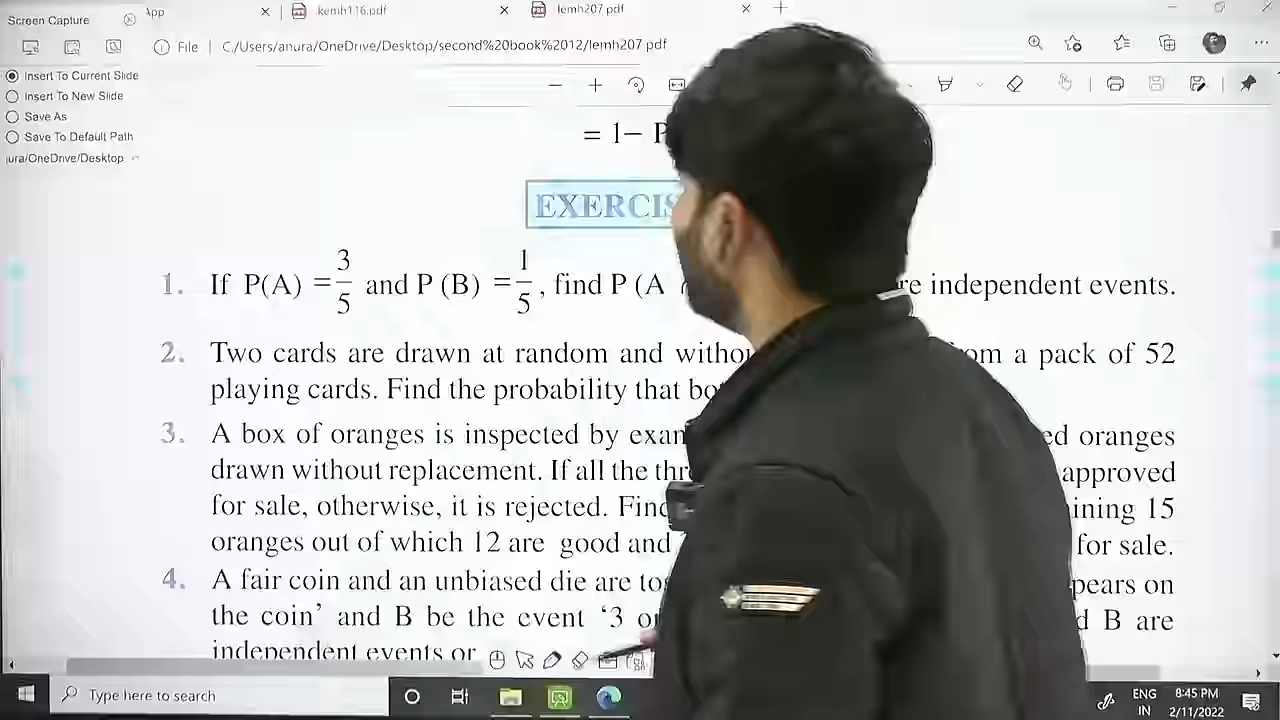 App
kemh116.pdf
lemh207 pdf
Screen Capture
File
C:/Users/anura/OneDrive/Desktop/second%20book%2012/lemh207 pdf
Insert To Current Slide
Insert To New Slide
Save As
Save To Default Path
ura/OneDrive/Desktop
= 1− P
EXERCIS
1. If P(A) = 3/5 and P (B) = 1/5, find P (A re independent events.
2. Two cards are drawn at random and withou om a pack of 52
playing cards. Find the probability that bo
3. A box of oranges is inspected by exan ed oranges
drawn without replacement. If all the thre approved
for sale, otherwise, it is rejected. Find ining 15
oranges out of which 12 are good and for sale.
4. A fair coin and an unbiased die are to pears on
the coin’ and B be the event ‘3 o d B are
independent events or
Type here to search
ENG
IN
8:45 PM
2/11/2022